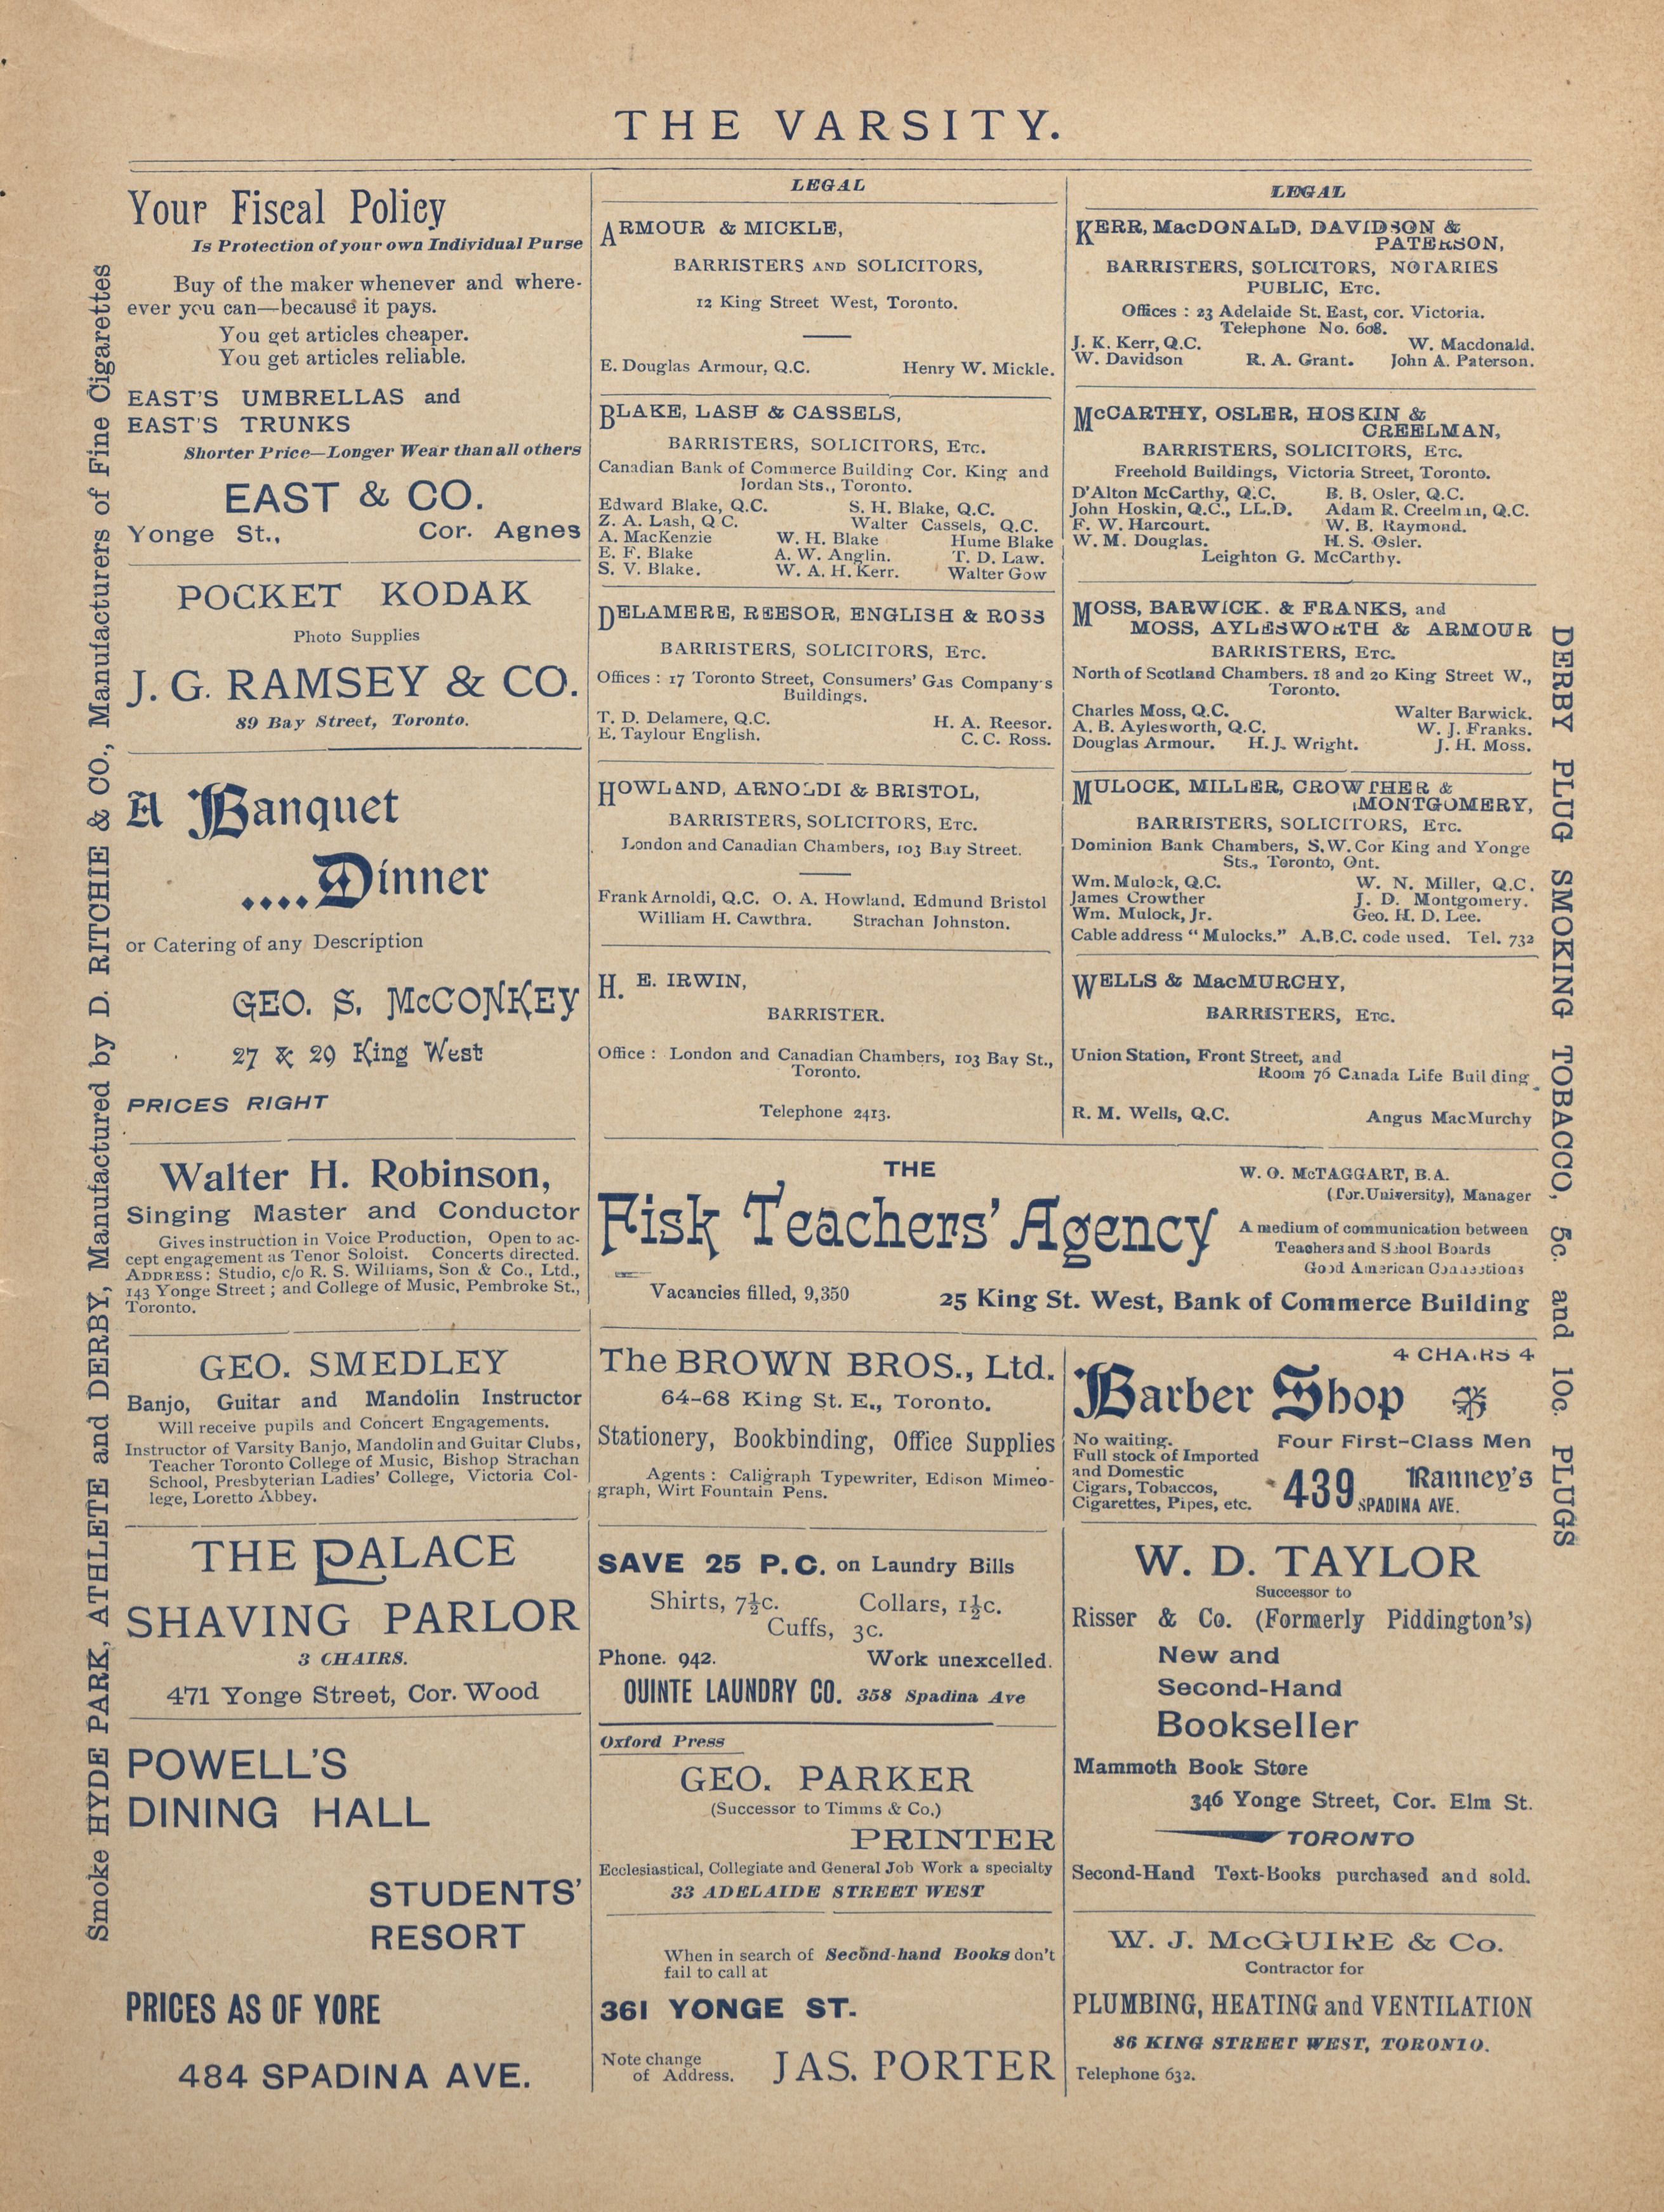 THE VARSITY.
Smoke HYDE PARK, ATHLETE and DERBY, Manufactured by D. RITCHIE & CO., Manufacturers of Fine Cigarettes
Your Fiscal Policy
Is Protection of your own Individual Purse
Buy of the maker whenever and where-
ever you can—because it pays.
You get articles cheaper.
You get articles reliable.
EAST'S UMBRELLAS and
EAST'S TRUNKS
Shorter Price—Longer Wear than all others
EAST & CO.
Yonge St., Cor. Agnes
POCKET KODAK
Photo Supplies
J. G. RAMSEY & CO.
89 Bay Street, Toronto.
A Banquet
....Dinner
or Catering of any Description
GEO. S. McCONKEY
27 & 29 King West
PRICES RIGHT
Walter H. Robinson,
Singing Master and Conductor
Gives instruction in Voice Production, Open to ac-
cept engagement as Tenor Soloist. Concerts directed.
ADDRESS: Studio, c/o R. S. Williams, Son & Co., Ltd.,
143 Yonge Street; and College of Music, Pembroke St.,
Toronto.
GEO. SMEDLEY
Banjo, Guitar and Mandolin Instructor
Will receive pupils and Concert Engagements.
Instructor of Varsity Banjo, Mandolin and Guitar Clubs,
Teacher Toronto College of Music, Bishop Strachan
School, Presbyterian Ladies' College, Victoria Col-
lege, Loretto Abbey.
THE PALACE
SHAVING PARLOR
3 CHAIRS.
471 Yonge Street, Cor. Wood
POWELL'S
DINING HALL
STUDENTS'
RESORT
PRICES AS OF YORE
484 SPADINA AVE.
LEGAL
ARMOUR & MICKLE,
BARRISTERS AND SOLICITORS,
12 King Street West, Toronto.
E. Douglas Armour, Q.C. Henry W. Mickle.
BLAKE, LASH & CASSELS,
BARRISTERS, SOLICITORS, ETC.
Canadian Bank of Commerce Building Cor. King and
Jordan Sts., Toronto.
Edward Blake, Q.C. S. H. Blake, Q.C.
Z. A. Lash, Q.C. Walter Cassels, Q.C.
A. MacKenzie W. H. Blake Hume Blake
E. F. Blake A. W. Anglin. T. D. Law.
S. V. Blake. W. A. H. Kerr. Walter Gow
DELAMERE, REESOR, ENGLISH & ROSS
BARRISTERS, SOLICITORS, ETC.
Offices: 17 Toronto Street, Consumers' Gas Company's
Buildings.
T. D. Delamere, Q.C. H. A. Reesor.
E. Taylour English. C. C. Ross.
HOWLAND, ARNOLDI & BRISTOL,
BARRISTERS, SOLICITORS, ETC.
London and Canadian Chambers, 103 Bay Street.
Frank Arnoldi, Q.C. O. A. Howland. Edmund Bristol
William H. Cawthra. Strachan Johnston.
H. E. IRWIN,
BARRISTER.
Office: London and Canadian Chambers, 103 Bay St.,
Toronto.
Telephone 2413.
LEGAL
KERR, MacDONALD, DAVIDSON &
PATERSON,
BARRISTERS, SOLICITORS, NOTARIES
PUBLIC, ETC.
Offices: 23 Adelaide St. East, cor. Victoria.
Telephone No. 608.
J. K. Kerr, Q.C. W. Macdonald.
W. Davidson R. A. Grant. John A. Paterson.
McCARTHY, OSLER, HOSKIN &
CREELMAN,
BARRISTERS, SOLICITORS, ETC.
Freehold Buildings, Victoria Street, Toronto.
D'Alton McCarthy, Q.C. B. B. Osler, Q.C.
John Hoskin, Q.C., LL.D. Adam R. Creelman, Q.C.
F. W. Harcourt. W. B. Raymond.
W. M. Douglas. H. S. Osler.
Leighton G. McCarthy.
MOSS, BARWICK. & FRANKS, and
MOSS, AYLESWORTH & ARMOUR
BARRISTERS, ETC.
North of Scotland Chambers. 18 and 20 King Street W.,
Toronto.
Charles Moss, Q.C. Walter Barwick.
A. B. Aylesworth, Q.C. W. J. Franks.
Douglas Armour. H. J. Wright. J. H. Moss.
MULOCK, MILLER, CROWTHER &
MONTGOMERY,
BARRISTERS, SOLICITORS, ETC.
Dominion Bank Chambers, S.W. Cor King and Yonge
Sts., Toronto, Ont.
Wm. Mulock, Q.C. W. N. Miller, Q.C.
James Crowther J. D. Montgomery.
Wm. Mulock, Jr. Geo. H. D. Lee.
Cable address "Mulocks." A.B.C. code used. Tel. 732
WELLS & MacMURCHY,
BARRISTERS, ETC.
Union Station, Front Street, and
Room 76 Canada Life Building
R. M. Wells, Q.C. Angus MacMurchy
THE
Fisk Teachers' Agency
Vacancies filled, 9,350
W. O. McTAGGART, B.A.
(Tor. University), Manager
A medium of communication between
Teachers and School Boards
Good American Connections
25 King St. West, Bank of Commerce Building
The BROWN BROS., Ltd.
64-68 King St. E., Toronto.
Stationery, Bookbinding, Office Supplies
Agents: Caligraph Typewriter, Edison Mimeo-
graph, Wirt Fountain Pens.
4 CHAIRS 4
Barber Shop
No waiting. Four First-Class Men
Full stock of Imported
and Domestic
Cigars, Tobaccos,
Cigarettes, Pipes, etc.
439 SPADINA AVE.
Ranney's
SAVE 25 P.C. on Laundry Bills
Shirts, 7½c. Collars, 1½c.
Cuffs, 3c.
Phone. 942. Work unexcelled.
QUINTE LAUNDRY CO. 358 Spadina Ave
Oxford Press
GEO. PARKER
(Successor to Timms & Co.)
PRINTER
Ecclesiastical, Collegiate and General Job Work a specialty
33 ADELAIDE STREET WEST
When in search of Second-hand Books don't
fail to call at
361 YONGE ST.
Note change
of Address.
JAS. PORTER
W. D. TAYLOR
Successor to
Risser & Co. (Formerly Piddington's)
New and
Second-Hand
Bookseller
Mammoth Book Store
346 Yonge Street, Cor. Elm St.
TORONTO
Second-Hand Text-Books purchased and sold.
W. J. McGUIRE & Co.
Contractor for
PLUMBING, HEATING and VENTILATION
86 KING STREET WEST, TORONTO.
Telephone 632.
DERBY PLUG SMOKING TOBACCO, 5c. and 10c. PLUGS